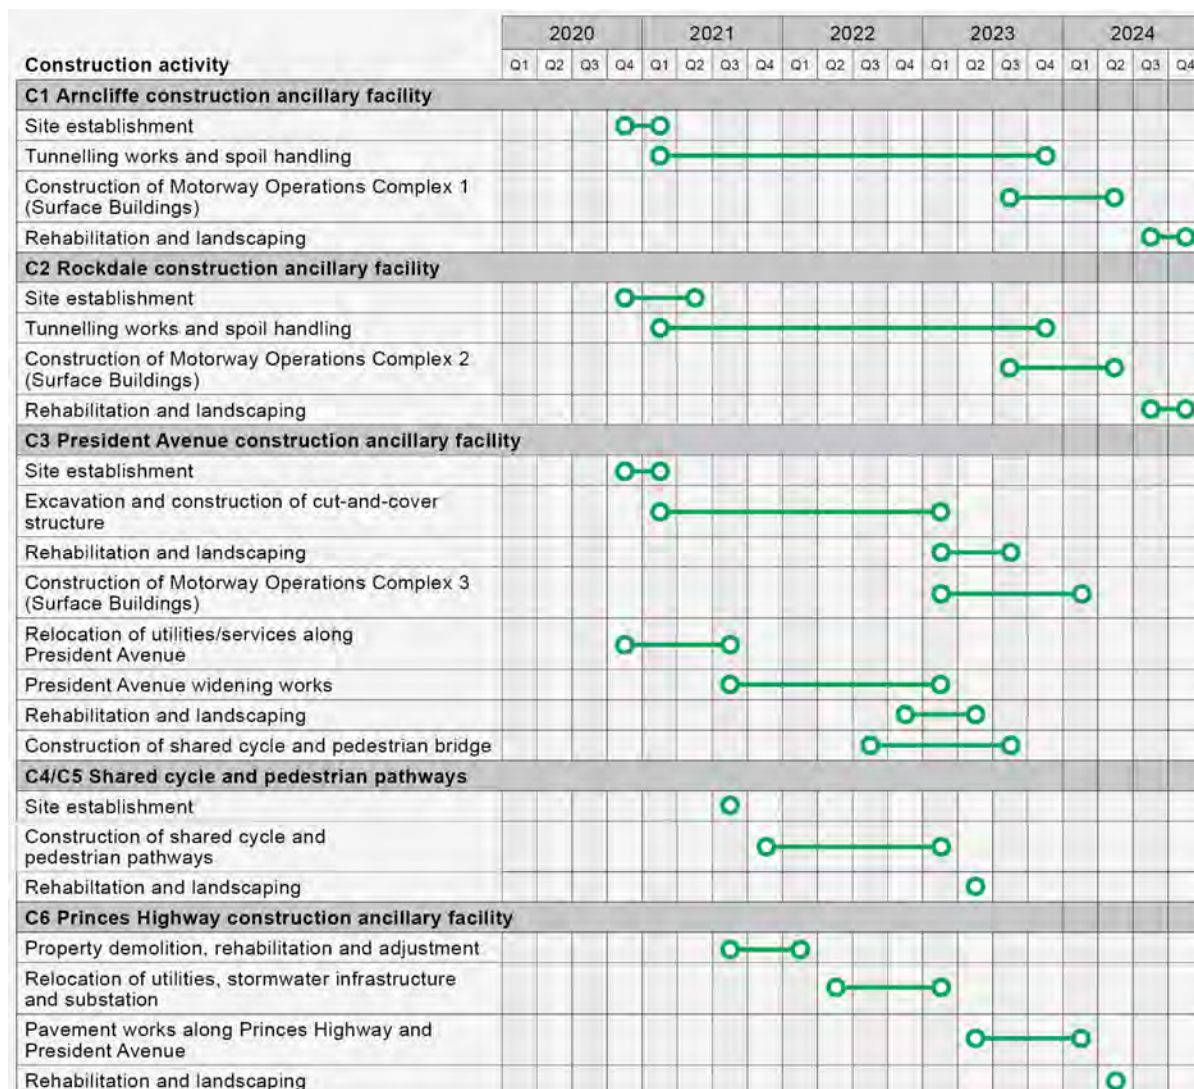 2020 2021 2022 2023 2024
Construction activity Q1 Q2 Q3 Q4 Q1 Q2 Q3 Q4 Q1 Q2 Q3 Q4 Q1 Q2 Q3 Q4 Q1 Q2 Q3 Q4
C1 Arncliffe construction ancillary facility
Site establishment
Tunnelling works and spoil handling
Construction of Motorway Operations Complex 1
(Surface Buildings)
Rehabilitation and landscaping
C2 Rockdale construction ancillary facility
Site establishment
Tunnelling works and spoil handling
Construction of Motorway Operations Complex 2
(Surface Buildings)
Rehabilitation and landscaping
C3 President Avenue construction ancillary facility
Site establishment
Excavation and construction of cut-and-cover
structure
Rehabilitation and landscaping
Construction of Motorway Operations Complex 3
(Surface Buildings)
Relocation of utilities/services along
President Avenue
President Avenue widening works
Rehabilitation and landscaping
Construction of shared cycle and pedestrian bridge
C4/C5 Shared cycle and pedestrian pathways
Site establishment
Construction of shared cycle and
pedestrian pathways
Rehabiltation and landscaping
C6 Princes Highway construction ancillary facility
Property demolition, rehabilitation and adjustment
Relocation of utilities, stormwater infrastructure
and substation
Pavement works along Princes Highway and
President Avenue
Rehabilitation and landscaping